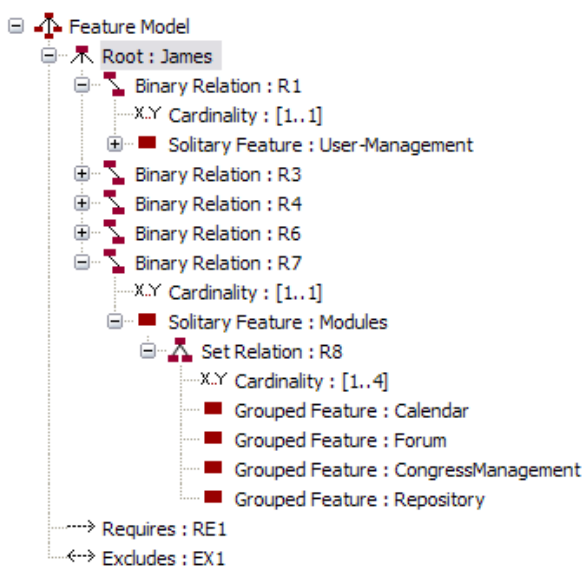 Feature Model
Root : James
Binary Relation : R1
X..Y Cardinality : [1..1]
Solitary Feature : User-Management
Binary Relation : R3
Binary Relation : R4
Binary Relation : R6
Binary Relation : R7
X..Y Cardinality : [1..1]
Solitary Feature : Modules
Set Relation : R8
X..Y Cardinality : [1..4]
Grouped Feature : Calendar
Grouped Feature : Forum
Grouped Feature : CongressManagement
Grouped Feature : Repository
Requires : RE1
Excludes : EX1